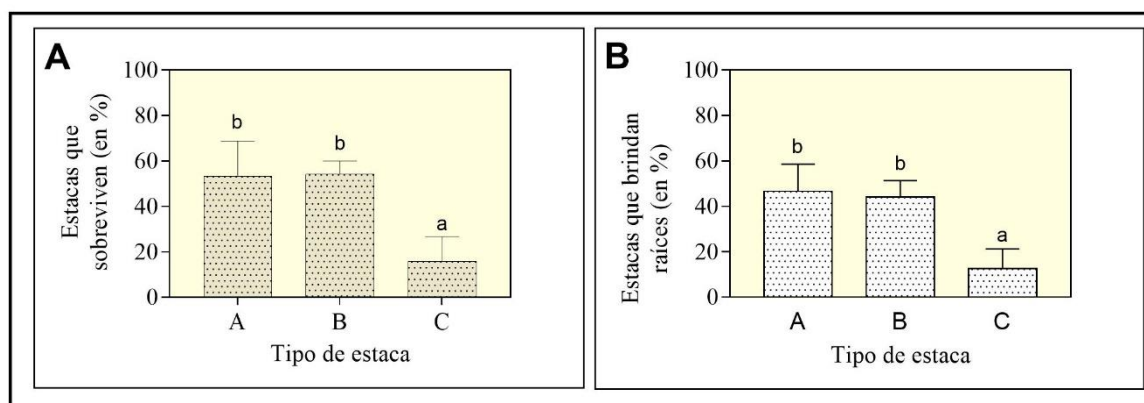 A
Estacas que
sobreviven (en %)
100
80
60
40
20
0
b
b
a
A
B
C
Tipo de estaca
B
Estacas que brindan
raíces (en %)
100
80
60
40
20
0
b
b
a
A
B
C
Tipo de estaca